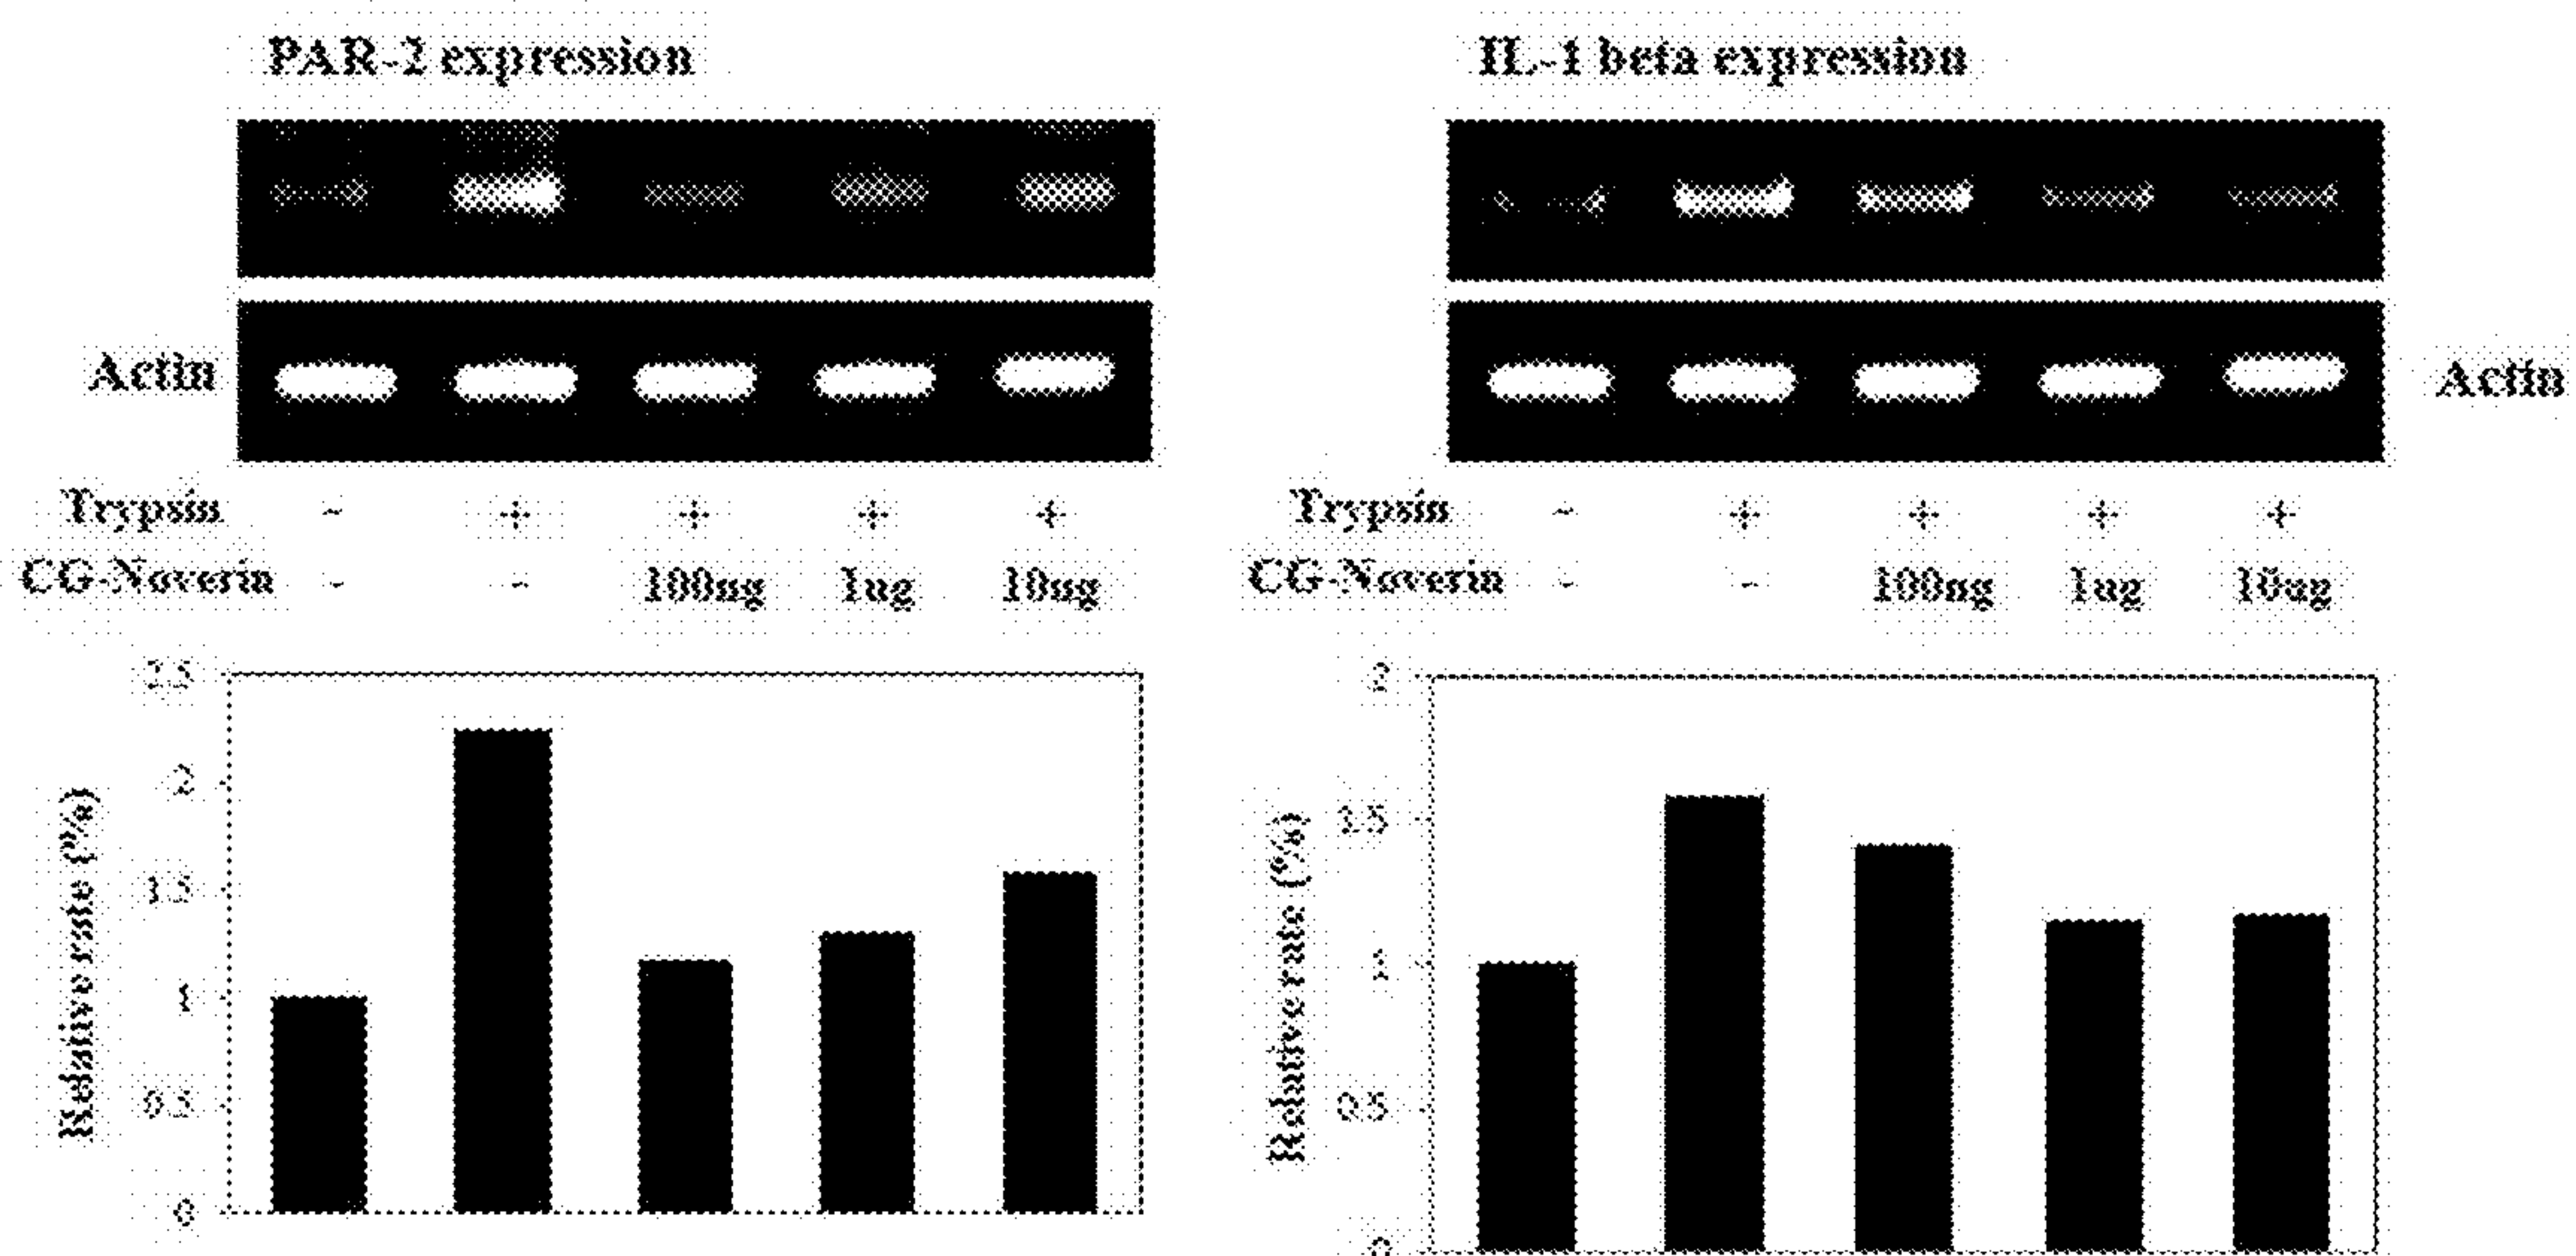 PAR-2 expression
Actin
Trypsin - + + + +
CG-Noverin - - 100ng 1ug 10ug
2.5
2
1.5
1
0.5
0
Relative rate (%)
IL-1 beta expression
Actin
Trypsin - + + + +
CG-Noverin - - 100ng 1ug 10ug
2
1.5
1
0.5
0
Relative rate (%)